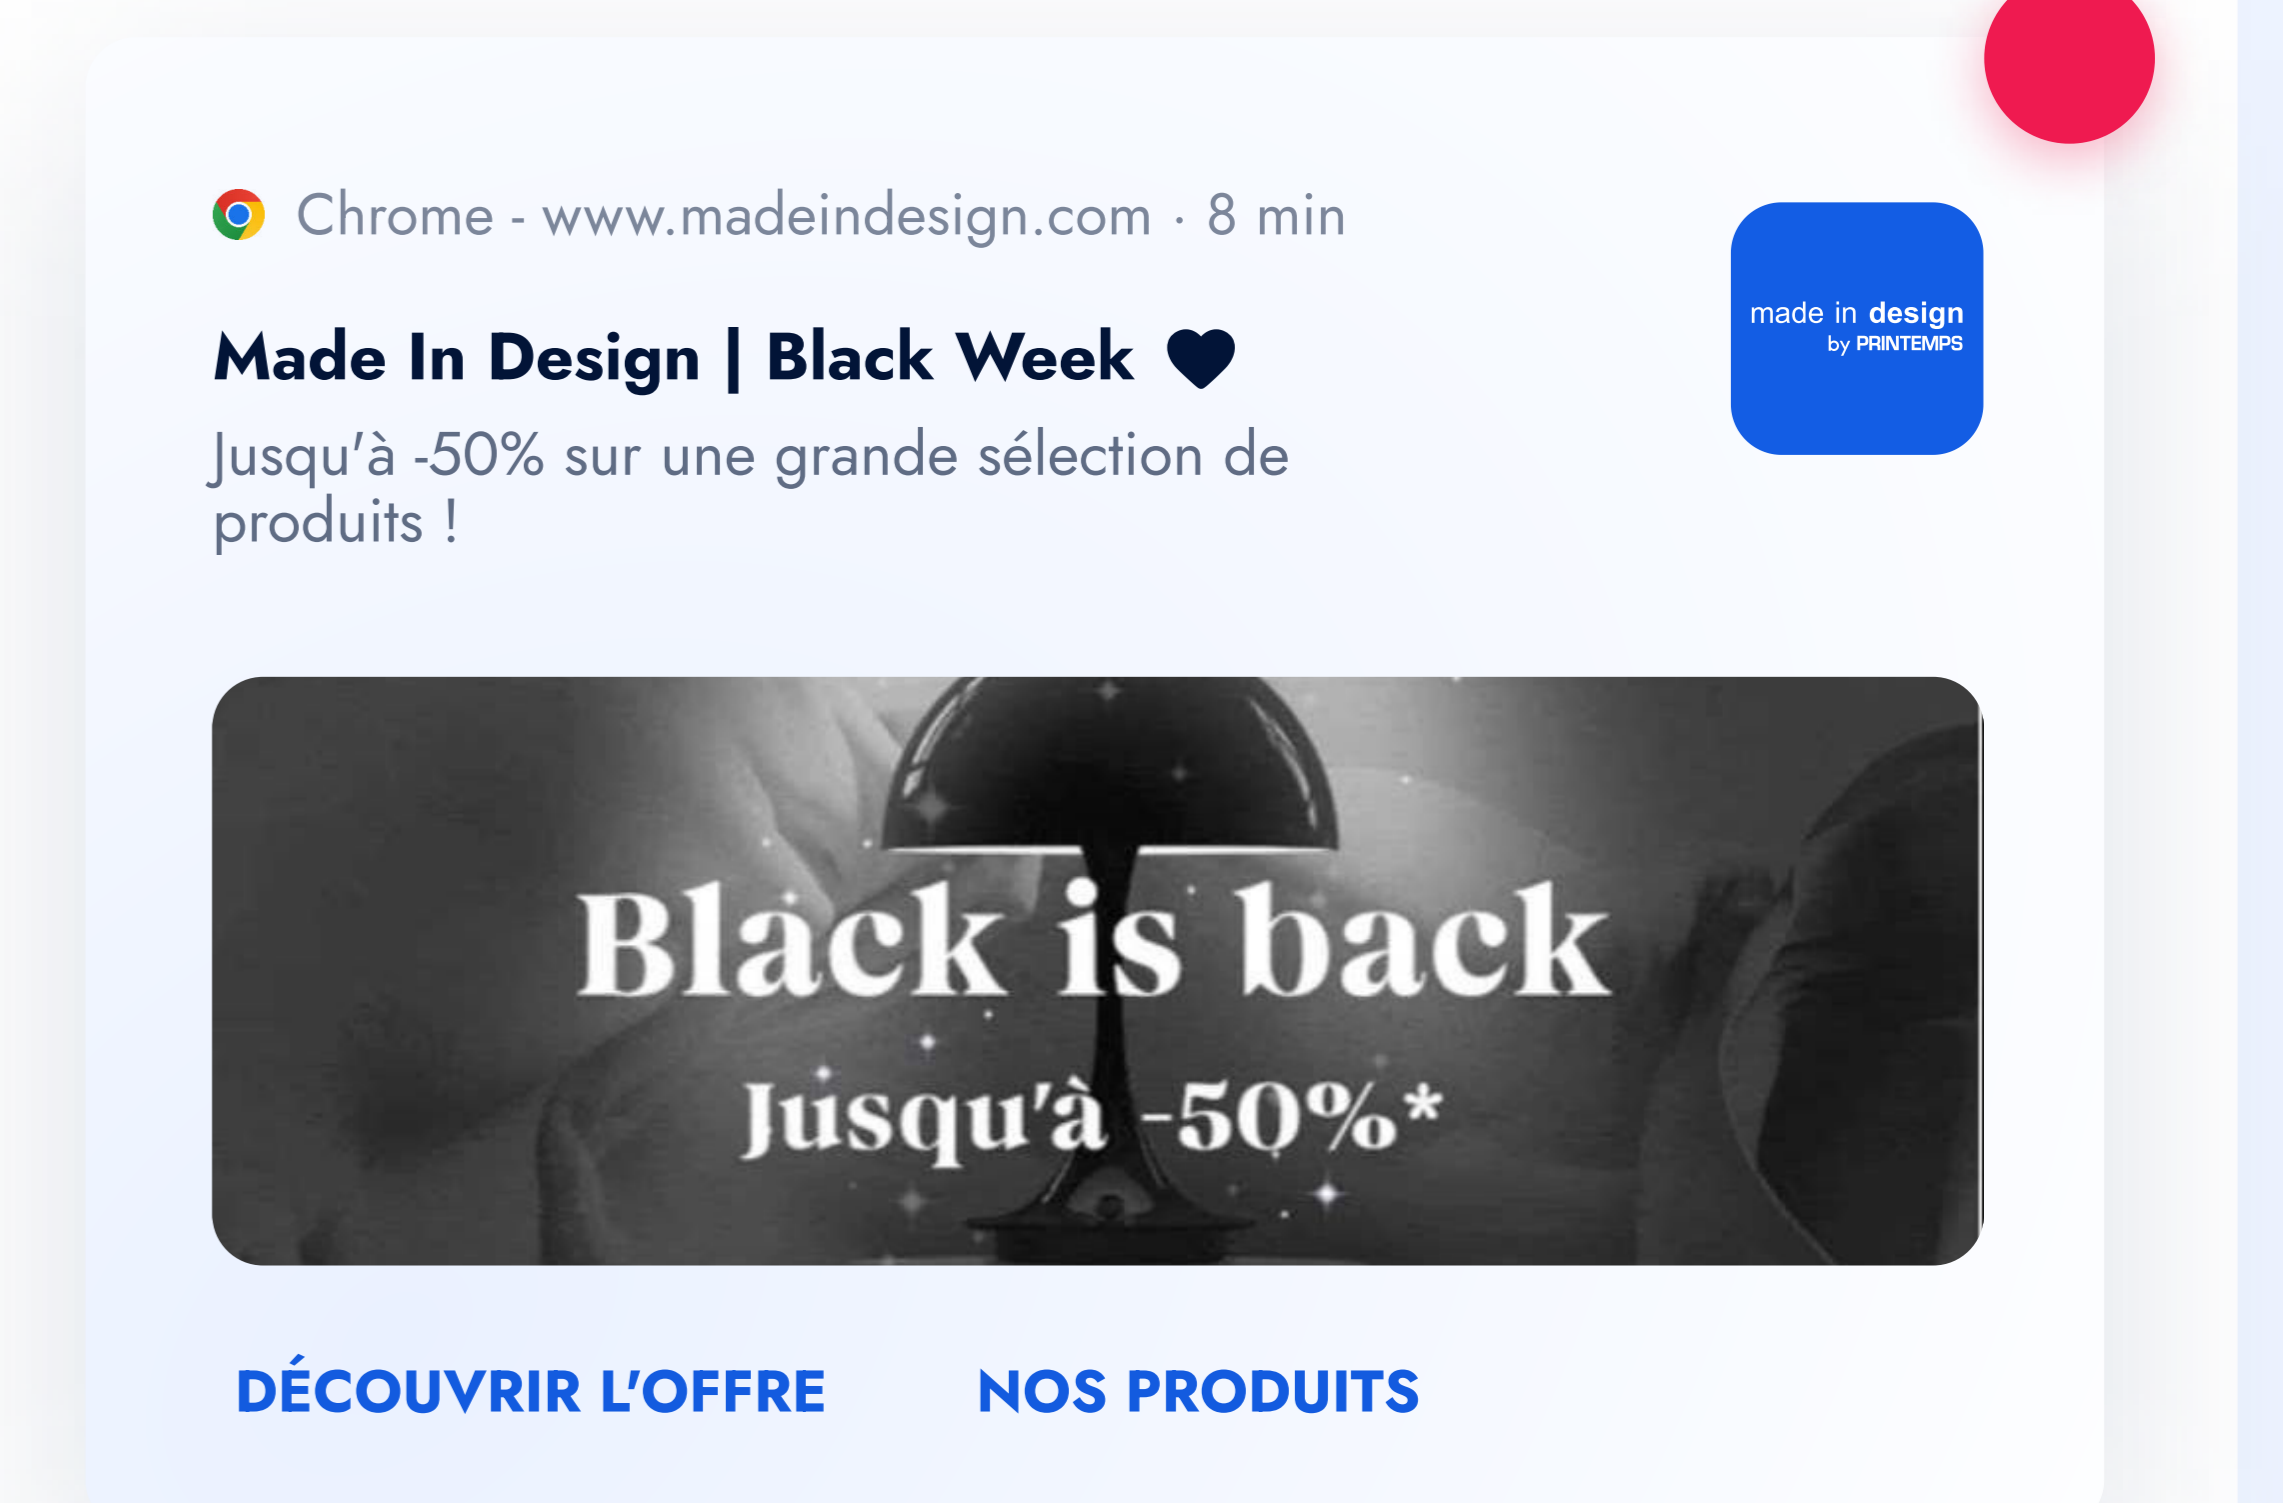 Chrome - www.madeindesign.com · 8 min
Made In Design | Black Week 🖤
Jusqu'à -50% sur une grande sélection de
produits !
made in design
by PRINTEMPS
Black is back
Jusqu'à -50%*
DÉCOUVRIR L'OFFRE
NOS PRODUITS